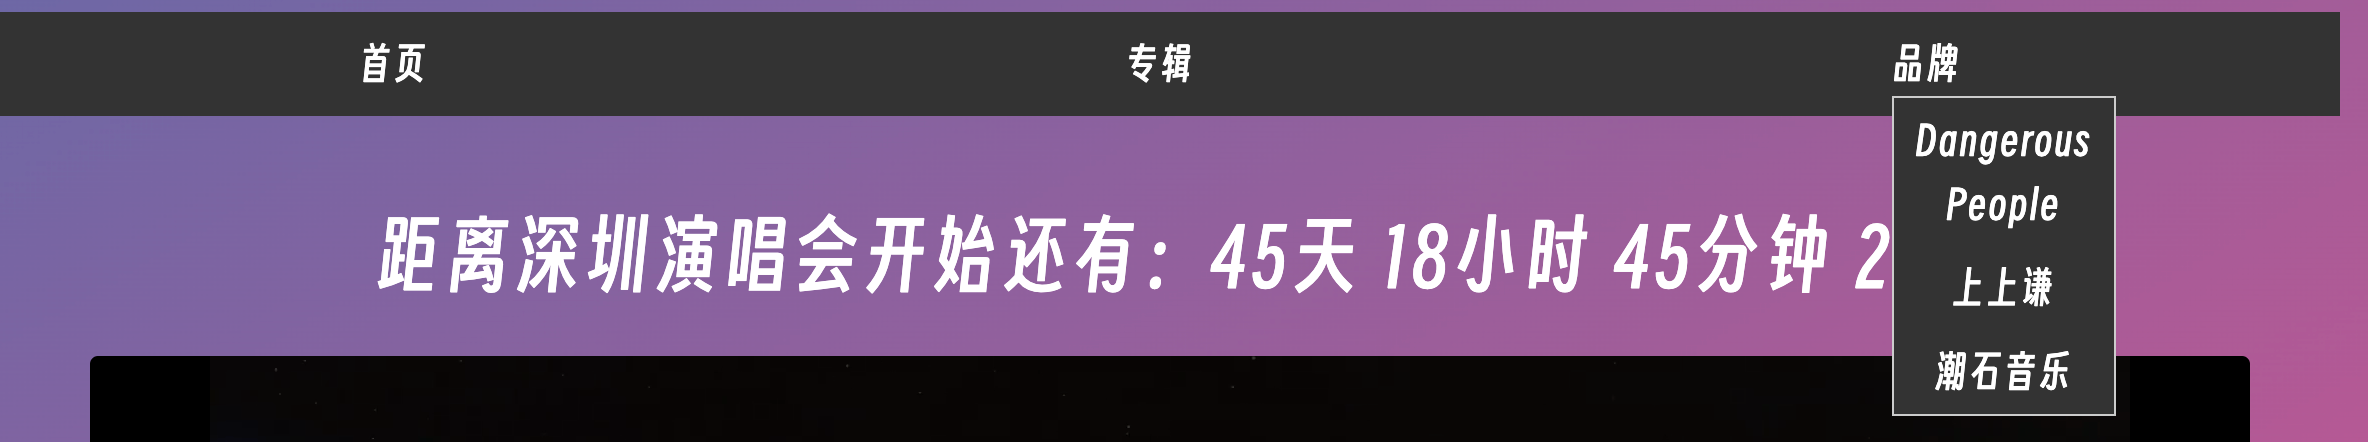 首页
专辑
品牌
Dangerous
People
上上谦
潮石音乐
距离深圳演唱会开始还有：45天 18小时 45分钟 2